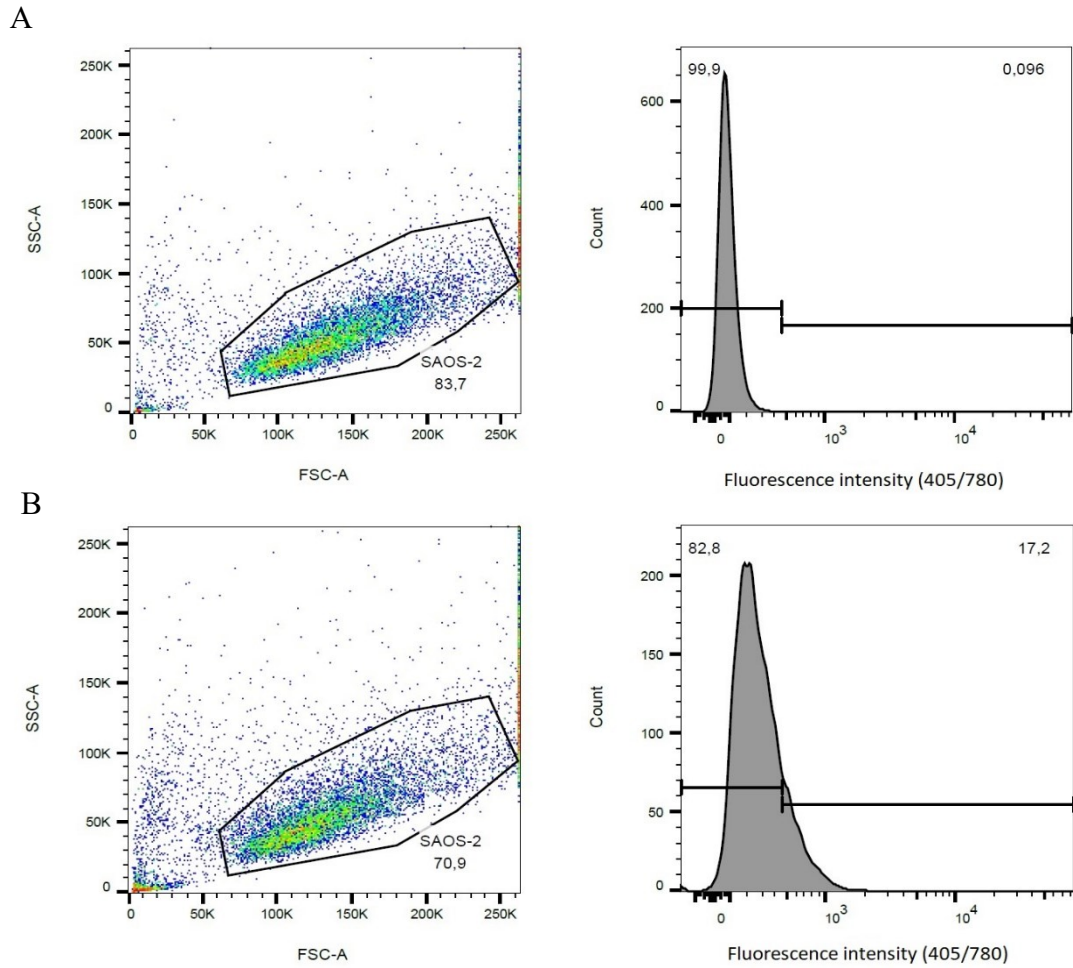 A
250K
200K
150K
100K
50K
0
SSC-A
SAOS-2
83,7
0 50K 100K 150K 200K 250K
FSC-A
99,9 0,096
600
400
200
0
Count
0 10³ 10⁴
Fluorescence intensity (405/780)
B
250K
200K
150K
100K
50K
0
SSC-A
SAOS-2
70,9
0 50K 100K 150K 200K 250K
FSC-A
82,8 17,2
200
150
100
50
0
Count
0 10³ 10⁴
Fluorescence intensity (405/780)